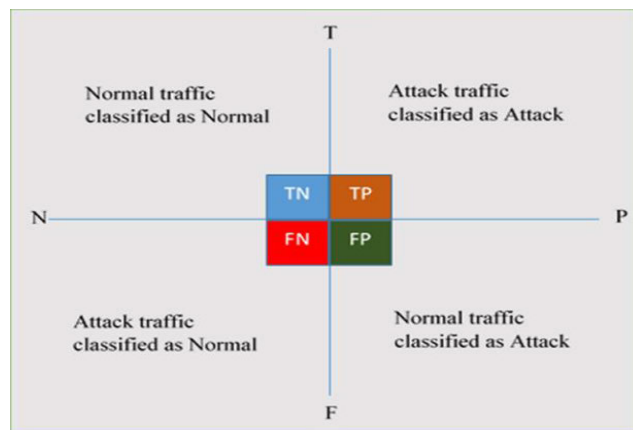 T
Normal traffic
classified as Normal
Attack traffic
classified as Attack
TN TP
N P
FN FP
Attack traffic
classified as Normal
Normal traffic
classified as Attack
F